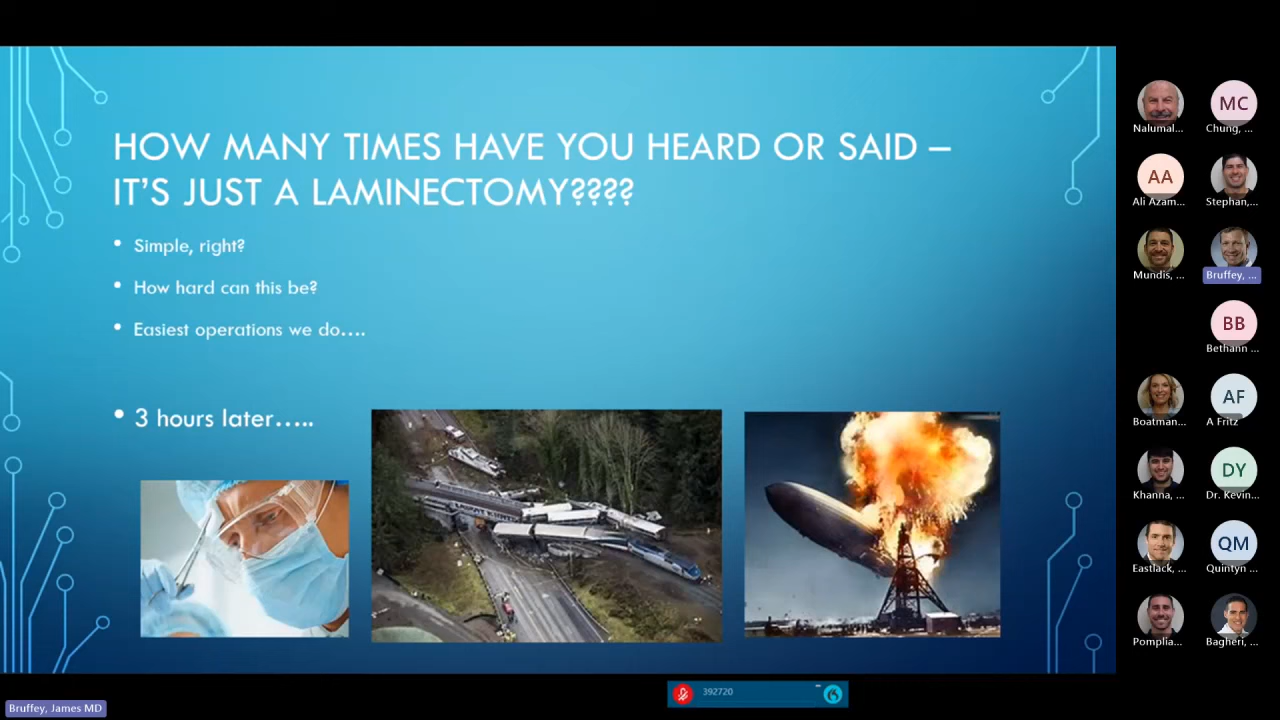 HOW MANY TIMES HAVE YOU HEARD OR SAID –
IT'S JUST A LAMINECTOMY????
• Simple, right?
• How hard can this be?
• Easiest operations we do....
• 3 hours later.....
Nalumal...
MC
Chung, ...
AA
Ali Azam...
Stephan,...
Mundis, ...
Bruffey, ...
BB
Bethann ...
Boatman...
AF
A Fritz
Khanna, ...
DY
Dr. Kevin...
Eastlack, ...
QM
Quintyn ...
Pomplia...
Bagheri, ...
392720
Bruffey, James MD